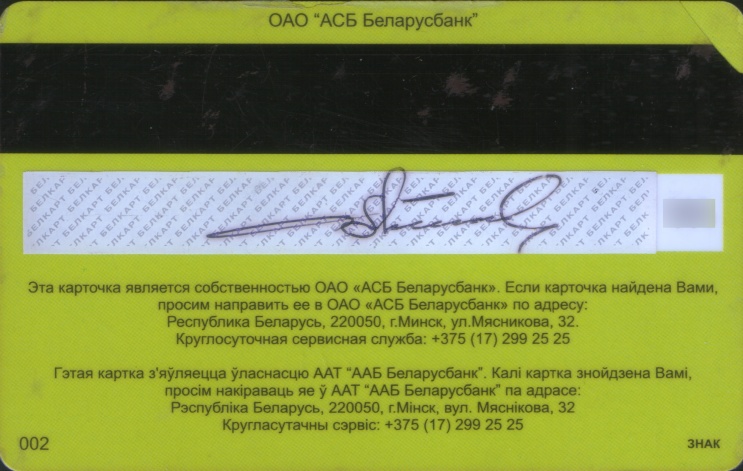 ОАО “АСБ Беларусбанк”
Эта карточка является собственностью ОАО «АСБ Беларусбанк». Если карточка найдена Вами,
просим направить ее в ОАО «АСБ Беларусбанк» по адресу:
Республика Беларусь, 220050, г.Минск, ул.Мясникова, 32.
Круглосуточная сервисная служба: +375 (17) 299 25 25
Гэтая картка з'яўляецца ўласнасцю ААТ “ААБ Беларусбанк”. Калі картка знойдзена Вамі,
просім накіраваць яе ў ААТ “ААБ Беларусбанк” па адрасе:
Рэспубліка Беларусь, 220050, г.Мінск, вул. Мяснікова, 32
Кругласутачны сэрвіс: +375 (17) 299 25 25
002
ЗНАК